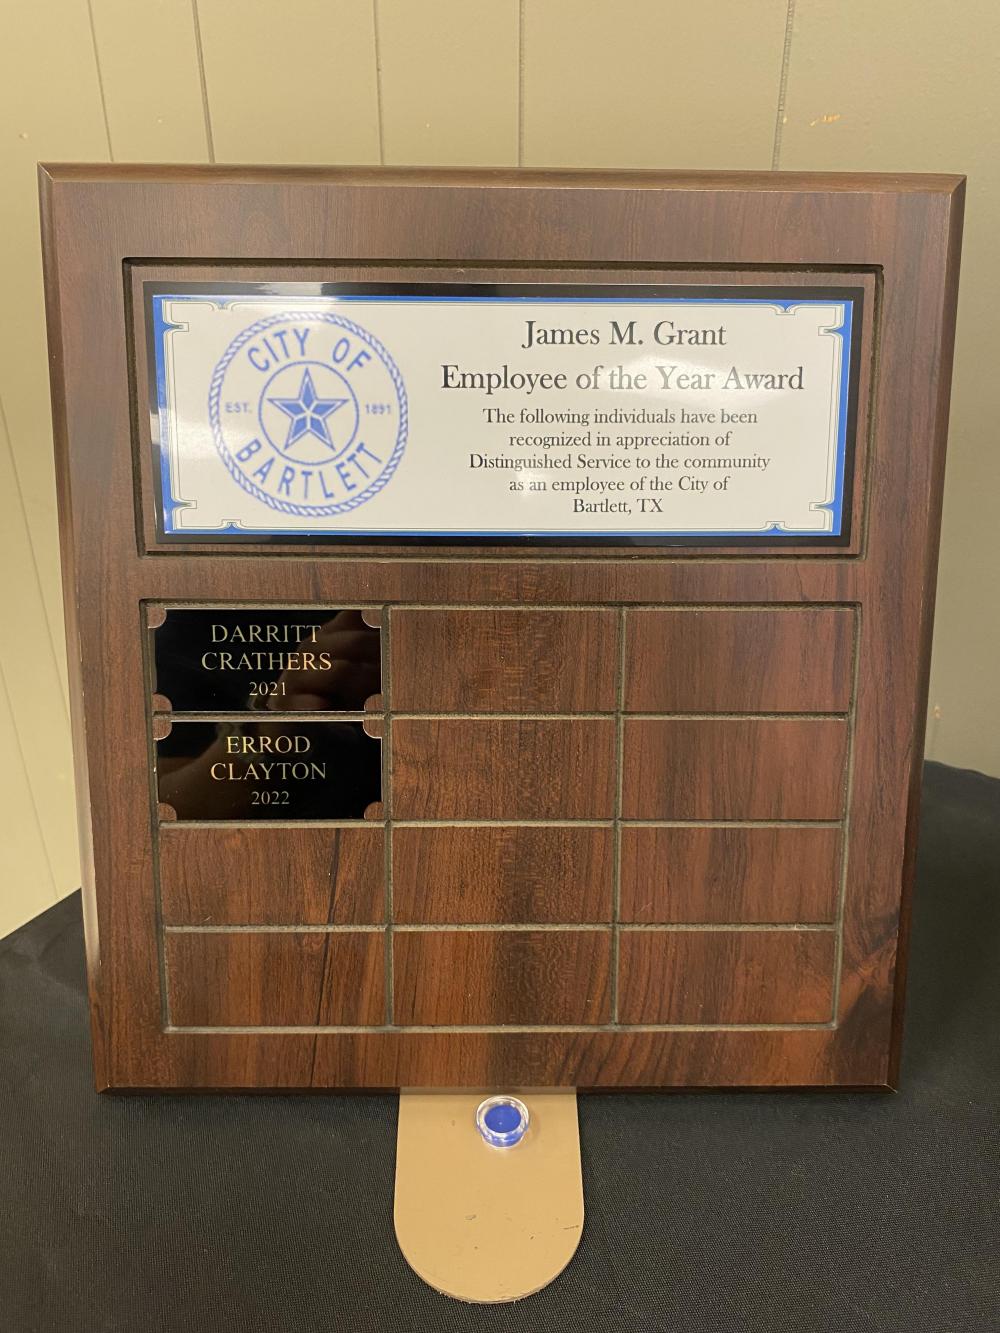 CITY OF
EST. 1891
BARTLETT
James M. Grant
Employee of the Year Award
The following individuals have been
recognized in appreciation of
Distinguished Service to the community
as an employee of the City of
Bartlett, TX
DARRITT
CRATHERS
2021
ERROD
CLAYTON
2022